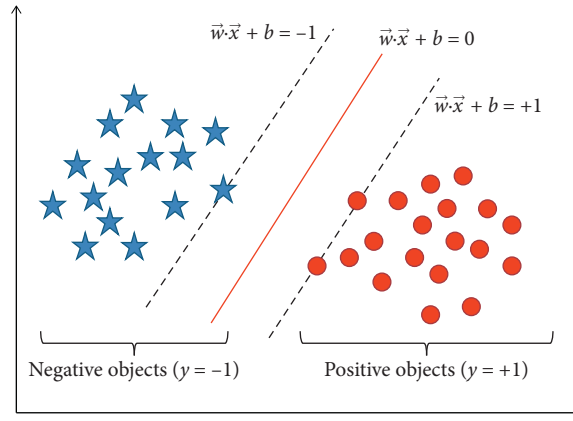 w⃗·x⃗ + b = –1
w⃗·x⃗ + b = 0
w⃗·x⃗ + b = +1
Negative objects (y = –1)
Positive objects (y = +1)